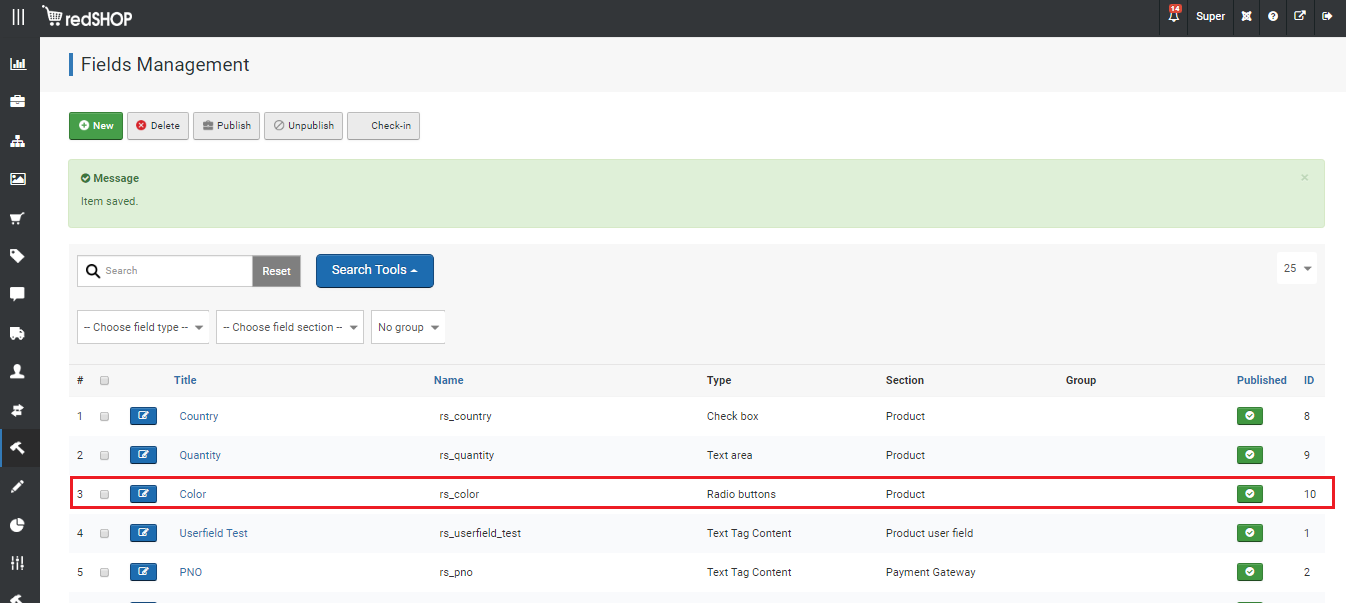 redSHOP
14
Super
Fields Management
New Delete Publish Unpublish Check-in
Message
×
Item saved.
Search Reset Search Tools 25
-- Choose field type -- -- Choose field section -- No group
# Title Name Type Section Group Published ID
1 Country rs_country Check box Product 8
2 Quantity rs_quantity Text area Product 9
3 Color rs_color Radio buttons Product 10
4 Userfield Test rs_userfield_test Text Tag Content Product user field 1
5 PNO rs_pno Text Tag Content Payment Gateway 2